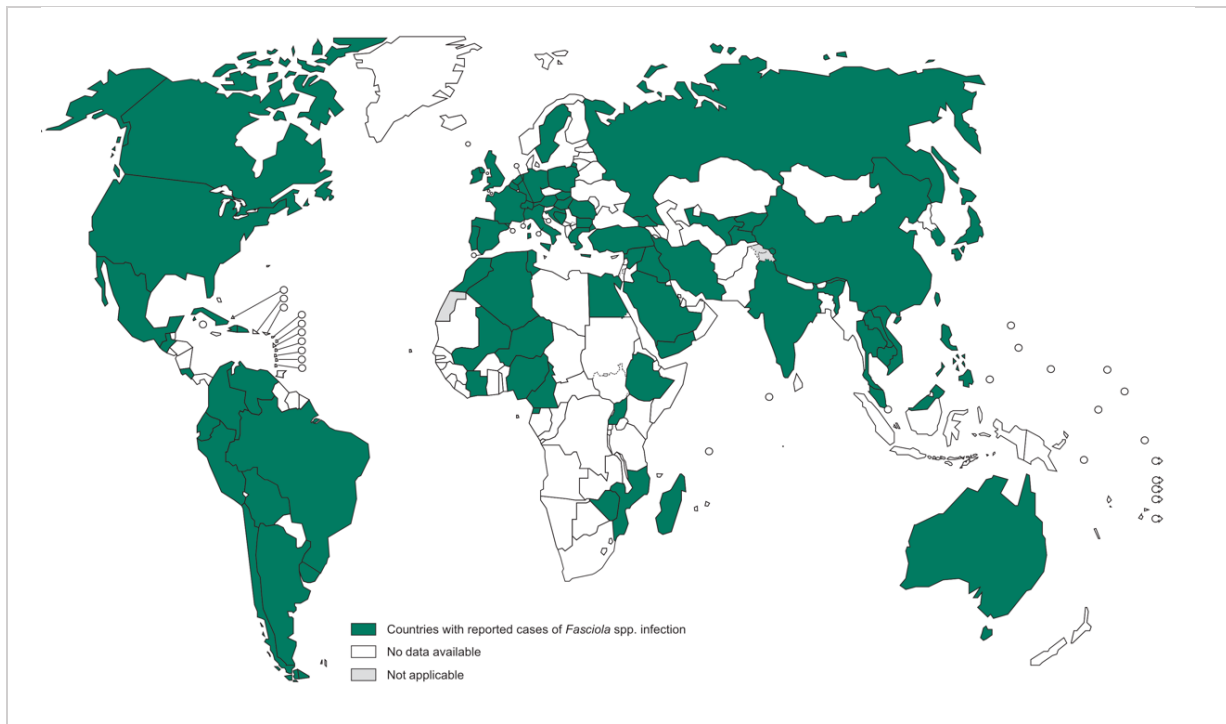 Countries with reported cases of Fasciola spp. infection
No data available
Not applicable